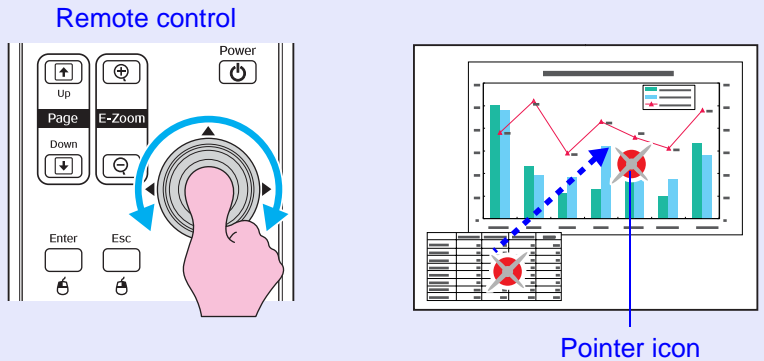 Remote control
Power
Up
Page
E-Zoom
Down
Enter
Esc
Pointer icon